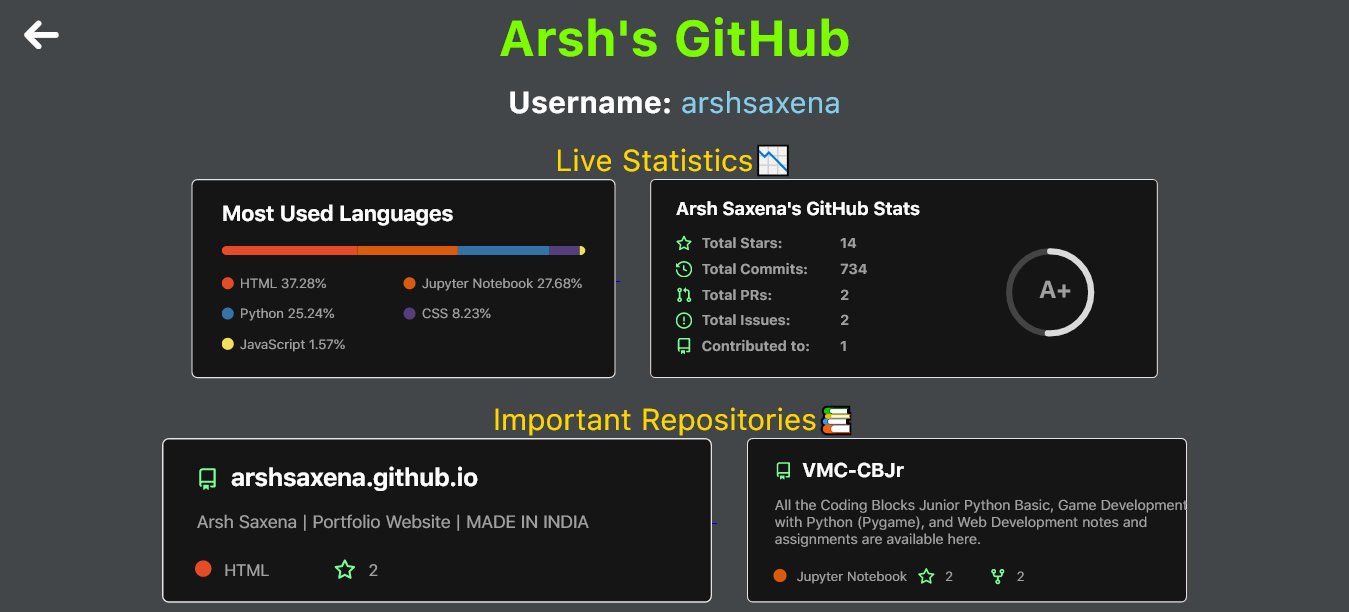 Arsh's GitHub
Username: arshsaxena
Live Statistics
Most Used Languages
HTML 37.28%
Jupyter Notebook 27.68%
Python 25.24%
CSS 8.23%
JavaScript 1.57%
Arsh Saxena's GitHub Stats
Total Stars: 14
Total Commits: 734
Total PRs: 2
Total Issues: 2
Contributed to: 1
A+
Important Repositories
arshsaxena.github.io
Arsh Saxena | Portfolio Website | MADE IN INDIA
HTML 2
VMC-CBJr
All the Coding Blocks Junior Python Basic, Game Development
with Python (Pygame), and Web Development notes and
assignments are available here.
Jupyter Notebook 2 2